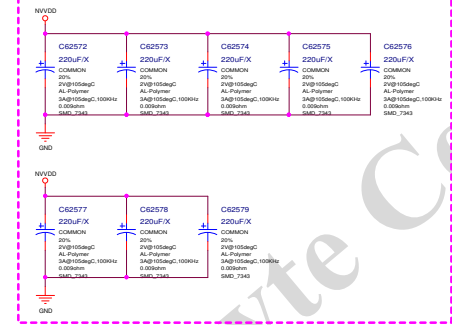 NVVDD
C62572
220uF/X
COMMON
20%
2V@105degC
AL-Polymer
3A@105degC,100KHz
0.009ohm
SMD_7343
C62573
220uF/X
COMMON
20%
2V@105degC
AL-Polymer
3A@105degC,100KHz
0.009ohm
SMD_7343
C62574
220uF/X
COMMON
20%
2V@105degC
AL-Polymer
3A@105degC,100KHz
0.009ohm
SMD_7343
C62575
220uF/X
COMMON
20%
2V@105degC
AL-Polymer
3A@105degC,100KHz
0.009ohm
SMD_7343
C62576
220uF/X
COMMON
20%
2V@105degC
AL-Polymer
3A@105degC,100KHz
0.009ohm
SMD_7343
GND
NVVDD
C62577
220uF/X
COMMON
20%
2V@105degC
AL-Polymer
3A@105degC,100KHz
0.009ohm
SMD_7343
C62578
220uF/X
COMMON
20%
2V@105degC
AL-Polymer
3A@105degC,100KHz
0.009ohm
SMD_7343
C62579
220uF/X
COMMON
20%
2V@105degC
AL-Polymer
3A@105degC,100KHz
0.009ohm
SMD_7343
GND